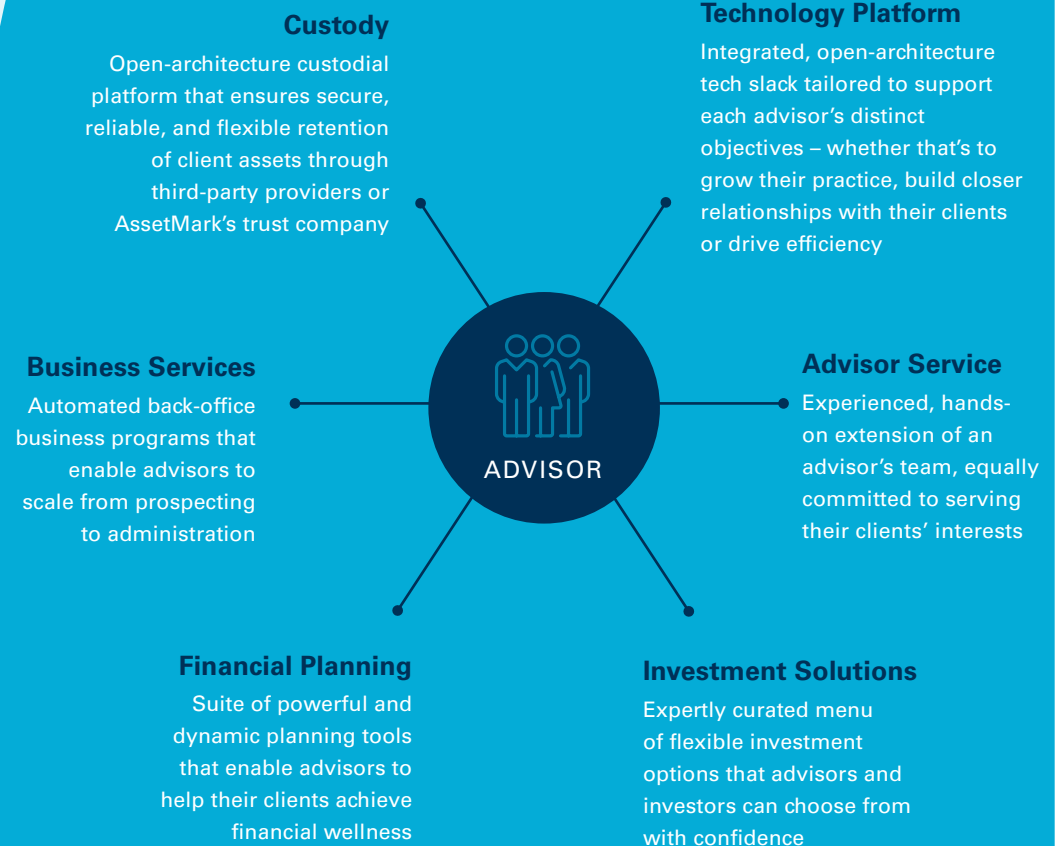 Custody
Open-architecture custodial
platform that ensures secure,
reliable, and flexible retention
of client assets through
third-party providers or
AssetMark’s trust company
Technology Platform
Integrated, open-architecture
tech slack tailored to support
each advisor’s distinct
objectives – whether that’s to
grow their practice, build closer
relationships with their clients
or drive efficiency
Business Services
Automated back-office
business programs that
enable advisors to
scale from prospecting
to administration
ADVISOR
Advisor Service
Experienced, hands-
on extension of an
advisor’s team, equally
committed to serving
their clients’ interests
Financial Planning
Suite of powerful and
dynamic planning tools
that enable advisors to
help their clients achieve
financial wellness
Investment Solutions
Expertly curated menu
of flexible investment
options that advisors and
investors can choose from
with confidence